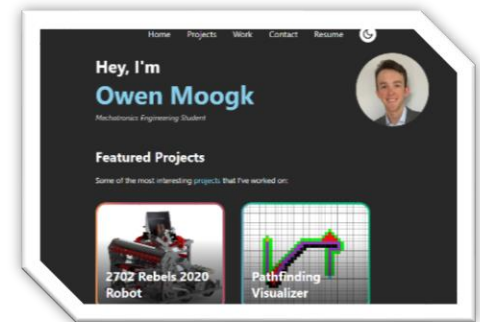 Home Projects Work Contact Resume
Hey, I'm
Owen Moogk
Mechatronics Engineering Student
Featured Projects
Some of the most interesting projects that I've worked on:
2702 Rebels 2020
Robot
Pathfinding
Visualizer